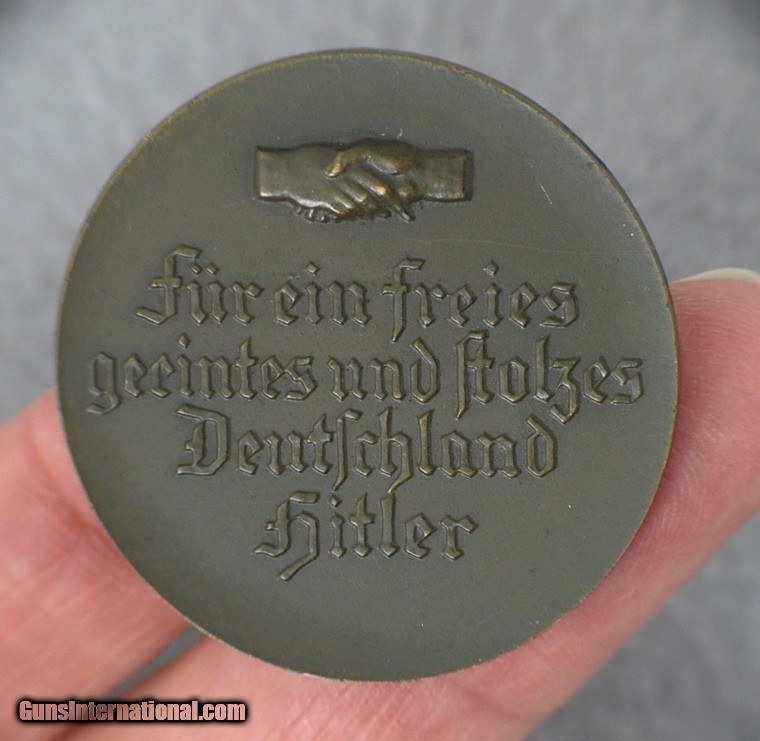 Für ein freies
geeintes und stolzes
Deutschland
Hitler
GunsInternational.com